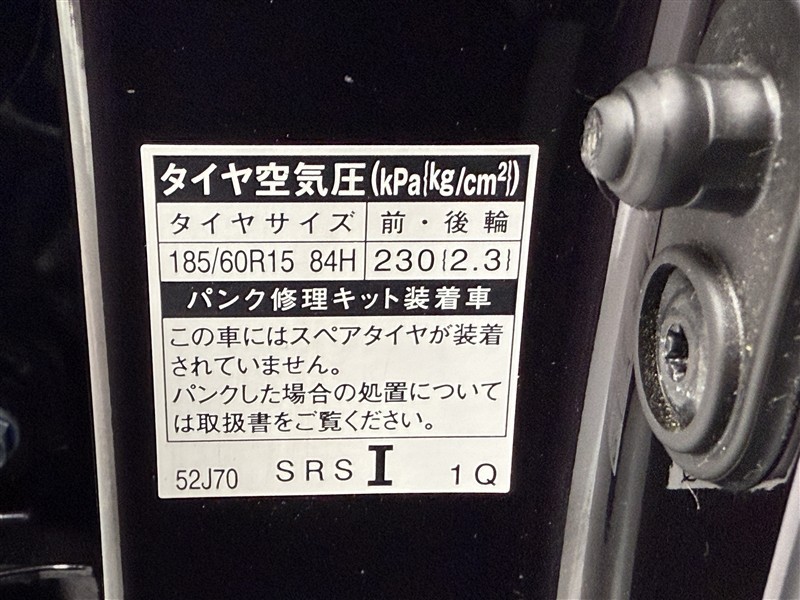 タイヤ空気圧(kPa{kg/cm²})
タイヤサイズ 前・後輪
185/60R15 84H 230{2.3}
パンク修理キット装着車
この車にはスペアタイヤが装着
されていません。
パンクした場合の処置について
は取扱書をご覧ください。
52J70 SRS I 1Q